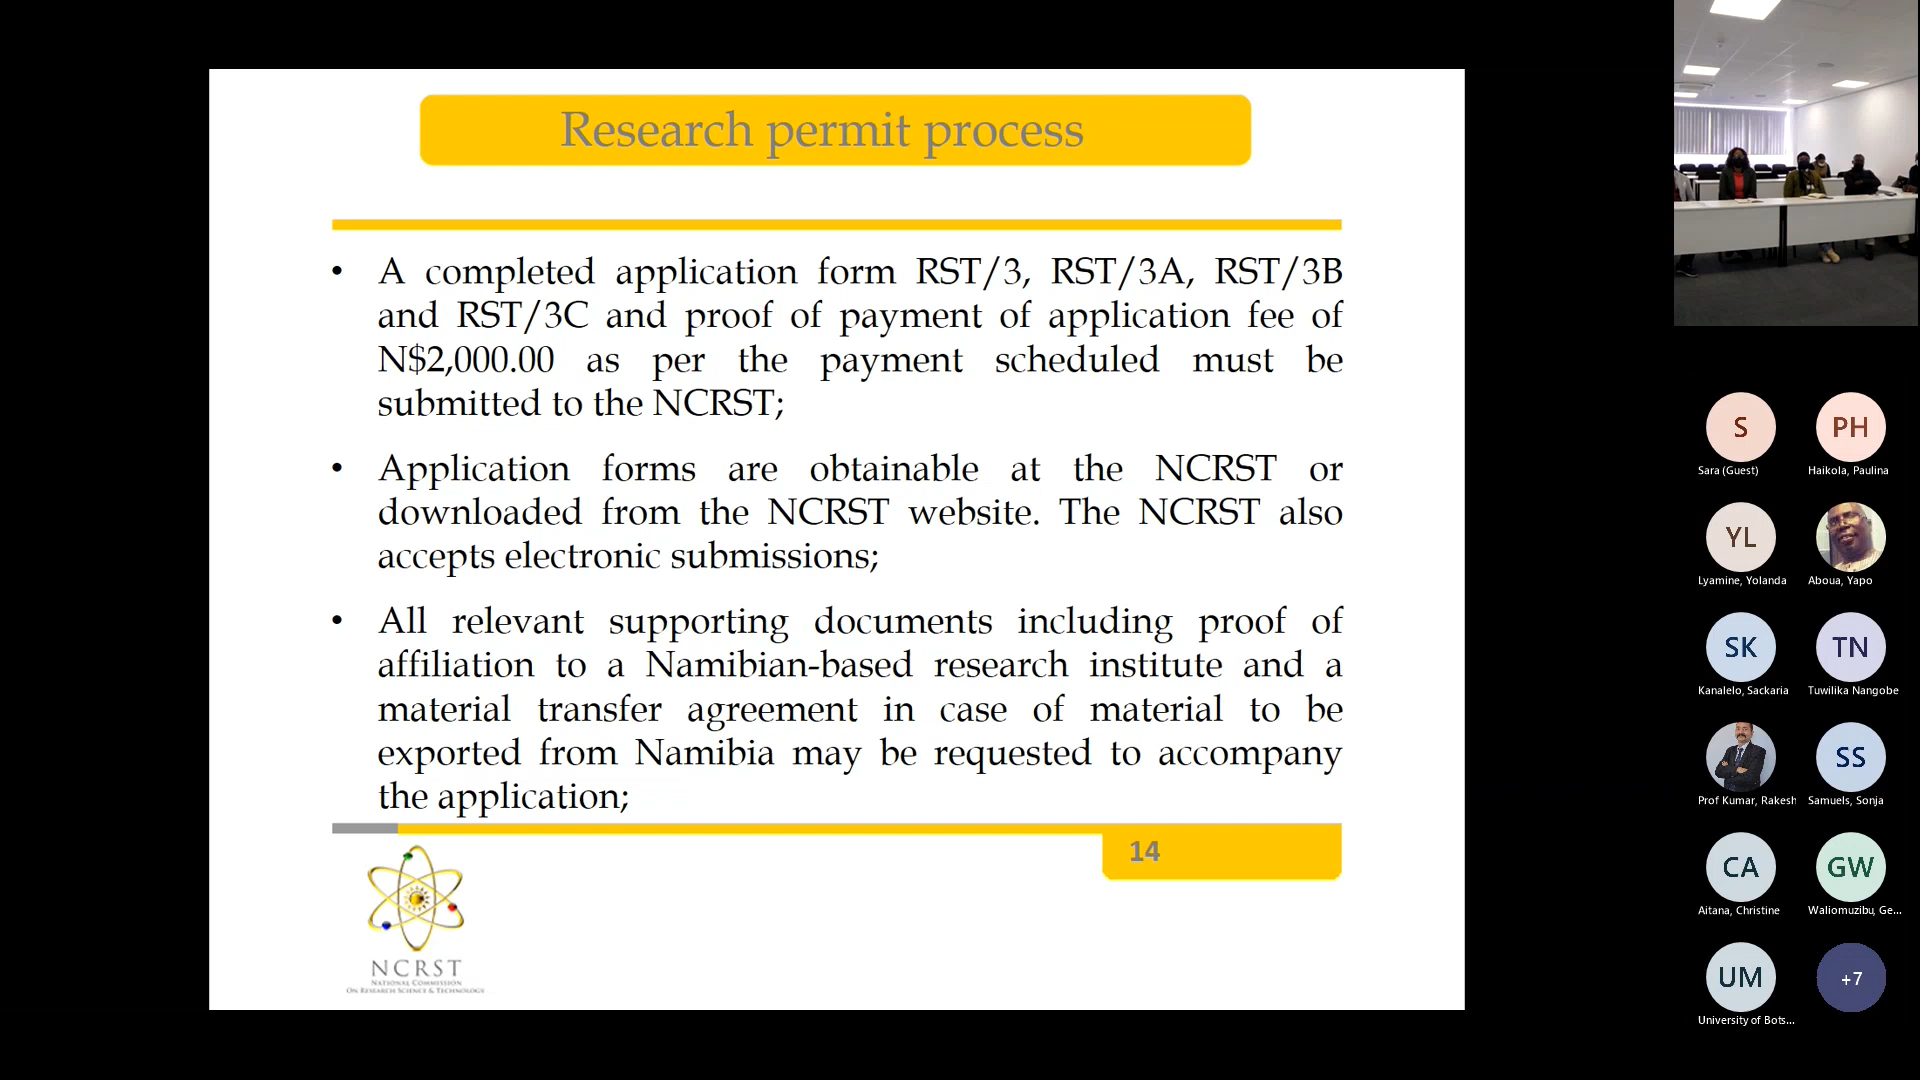 Research permit process
• A completed application form RST/3, RST/3A, RST/3B
and RST/3C and proof of payment of application fee of
N$2,000.00 as per the payment scheduled must be
submitted to the NCRST;
• Application forms are obtainable at the NCRST or
downloaded from the NCRST website. The NCRST also
accepts electronic submissions;
• All relevant supporting documents including proof of
affiliation to a Namibian-based research institute and a
material transfer agreement in case of material to be
exported from Namibia may be requested to accompany
the application;
14
NCRST
NATIONAL COMMISSION
ON RESEARCH SCIENCE & TECHNOLOGY
S
Sara (Guest)
PH
Haikola, Paulina
YL
Lyamine, Yolanda
Aboua, Yapo
SK
Kanalelo, Sackaria
TN
Tuwilika Nangobe
Prof Kumar, Rakesh
SS
Samuels, Sonja
CA
Aitana, Christine
GW
Waliomuzibu, Ge...
UM
University of Bots...
+7